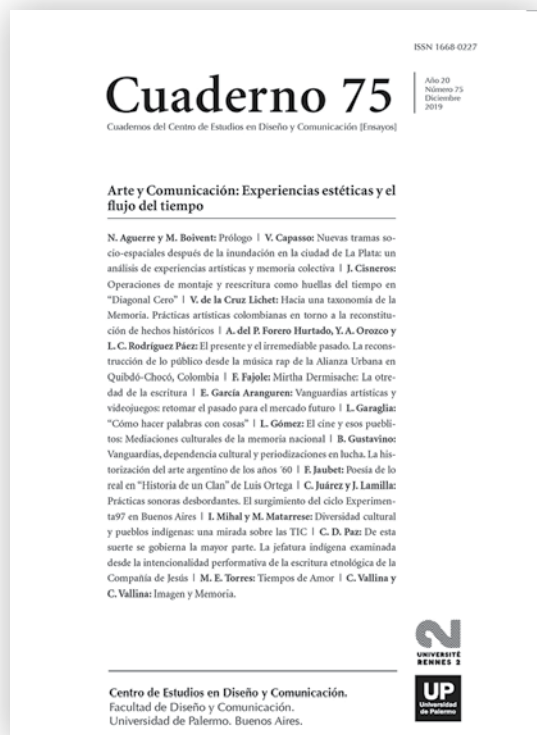 ISSN 1668-0227
Cuaderno 75
Año 20
Número 75
Diciembre
2019
Cuadernos del Centro de Estudios en Diseño y Comunicación [Ensayos]
Arte y Comunicación: Experiencias estéticas y el
flujo del tiempo
N. Aguerre y M. Boivent: Prólogo | V. Capasso: Nuevas tramas so-
cio-espaciales después de la inundación en la ciudad de La Plata: un
análisis de experiencias artísticas y memoria colectiva | J. Cisneros:
Operaciones de montaje y reescritura como huellas del tiempo en
"Diagonal Cero" | V. de la Cruz Lichet: Hacia una taxonomía de la
Memoria. Prácticas artísticas colombianas en torno a la reconstitu-
ción de hechos históricos | A. del P. Forero Hurtado, Y. A. Orozco y
L. C. Rodríguez Páez: El presente y el irremediable pasado. La recons-
trucción de lo público desde la música rap de la Alianza Urbana en
Quibdó-Chocó, Colombia | F. Fajole: Mirtha Dermisache: La otre-
dad de la escritura | E. García Aranguren: Vanguardias artísticas y
videojuegos: retomar el pasado para el mercado futuro | L. Garaglia:
"Cómo hacer palabras con cosas" | L. Gómez: El cine y esos puebli-
tos: Mediaciones culturales de la memoria nacional | B. Gustavino:
Vanguardias, dependencia cultural y periodizaciones en lucha. La his-
torización del arte argentino de los años '60 | F. Jaubet: Poesía de lo
real en "Historia de un Clan" de Luis Ortega | C. Juárez y J. Lamilla:
Prácticas sonoras desbordantes. El surgimiento del ciclo Experimen-
ta97 en Buenos Aires | I. Mihal y M. Matarrese: Diversidad cultural
y pueblos indígenas: una mirada sobre las TIC | C. D. Paz: De esta
suerte se gobierna la mayor parte. La jefatura indígena examinada
desde la intencionalidad performativa de la escritura etnológica de la
Compañía de Jesús | M. E. Torres: Tiempos de Amor | C. Vallina y
C. Vallina: Imagen y Memoria.
UNIVERSITÉ
RENNES 2
UP
Universidad
de Palermo
Centro de Estudios en Diseño y Comunicación.
Facultad de Diseño y Comunicación.
Universidad de Palermo. Buenos Aires.